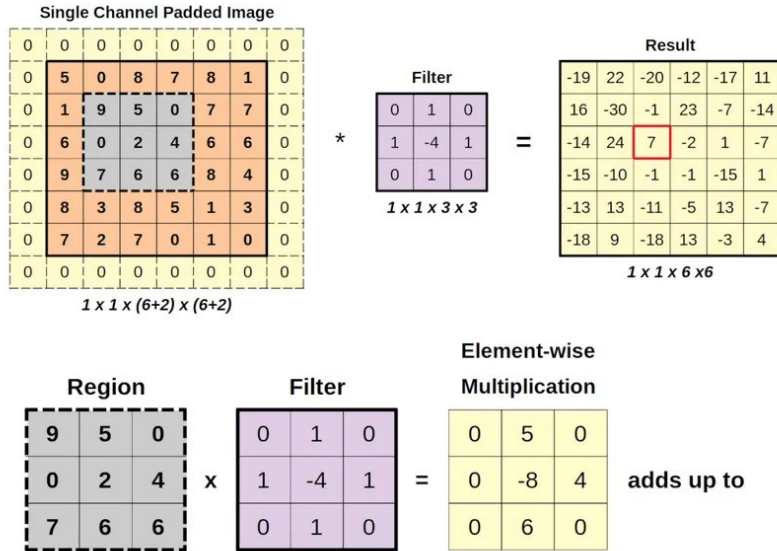 Single Channel Padded Image
0 0 0 0 0 0 0 0
0 5 0 8 7 8 1 0
0 1 9 5 0 7 7 0
0 6 0 2 4 6 6 0
0 9 7 6 6 8 4 0
0 8 3 8 5 1 3 0
0 7 2 7 0 1 0 0
0 0 0 0 0 0 0 0
1 x 1 x (6+2) x (6+2)
*
Filter
0 1 0
1 -4 1
0 1 0
1 x 1 x 3 x 3
=
Result
-19 22 -20 -12 -17 11
16 -30 -1 23 -7 -14
-14 24 7 -2 1 -7
-15 -10 -1 -1 -15 1
-13 13 -11 -5 13 -7
-18 9 -18 13 -3 4
1 x 1 x 6 x6
Region
9 5 0
0 2 4
7 6 6
x
Filter
0 1 0
1 -4 1
0 1 0
=
Element-wise
Multiplication
0 5 0
0 -8 4
0 6 0
adds up to